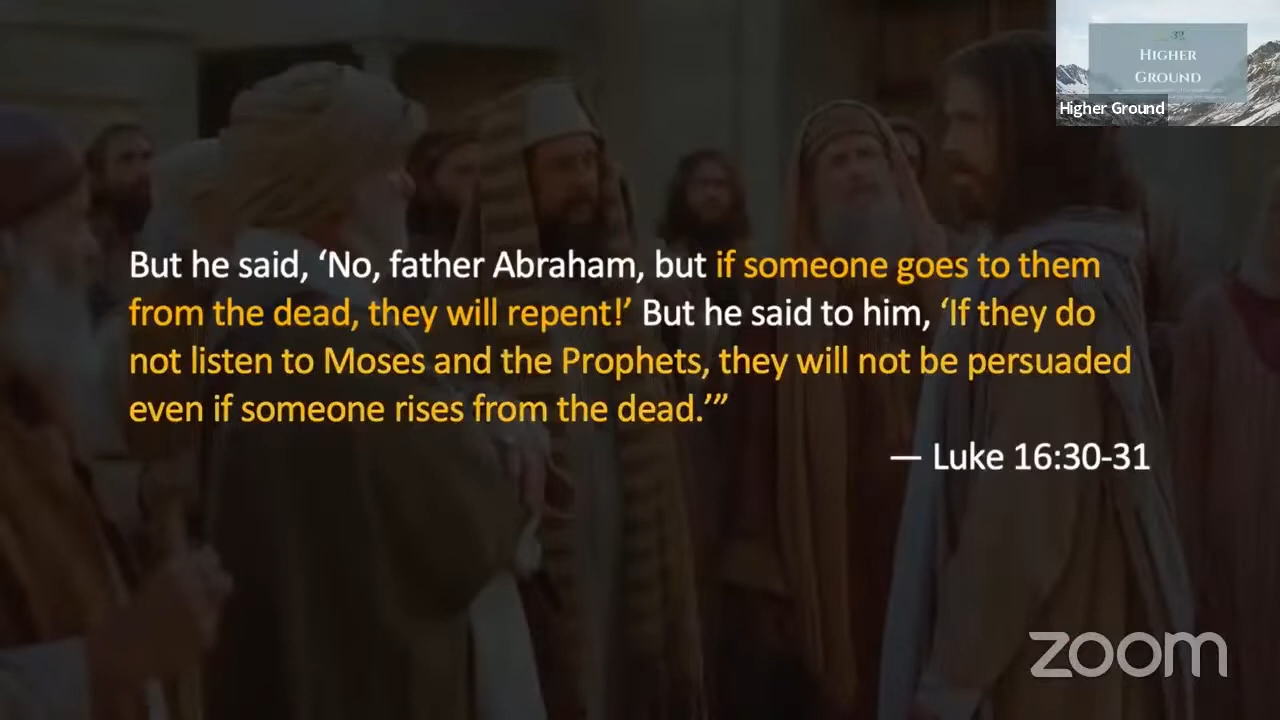 HIGHER
GROUND
Higher Ground
But he said, ‘No, father Abraham, but if someone goes to them
from the dead, they will repent!’ But he said to him, ‘If they do
not listen to Moses and the Prophets, they will not be persuaded
even if someone rises from the dead.’”
— Luke 16:30-31
zoom